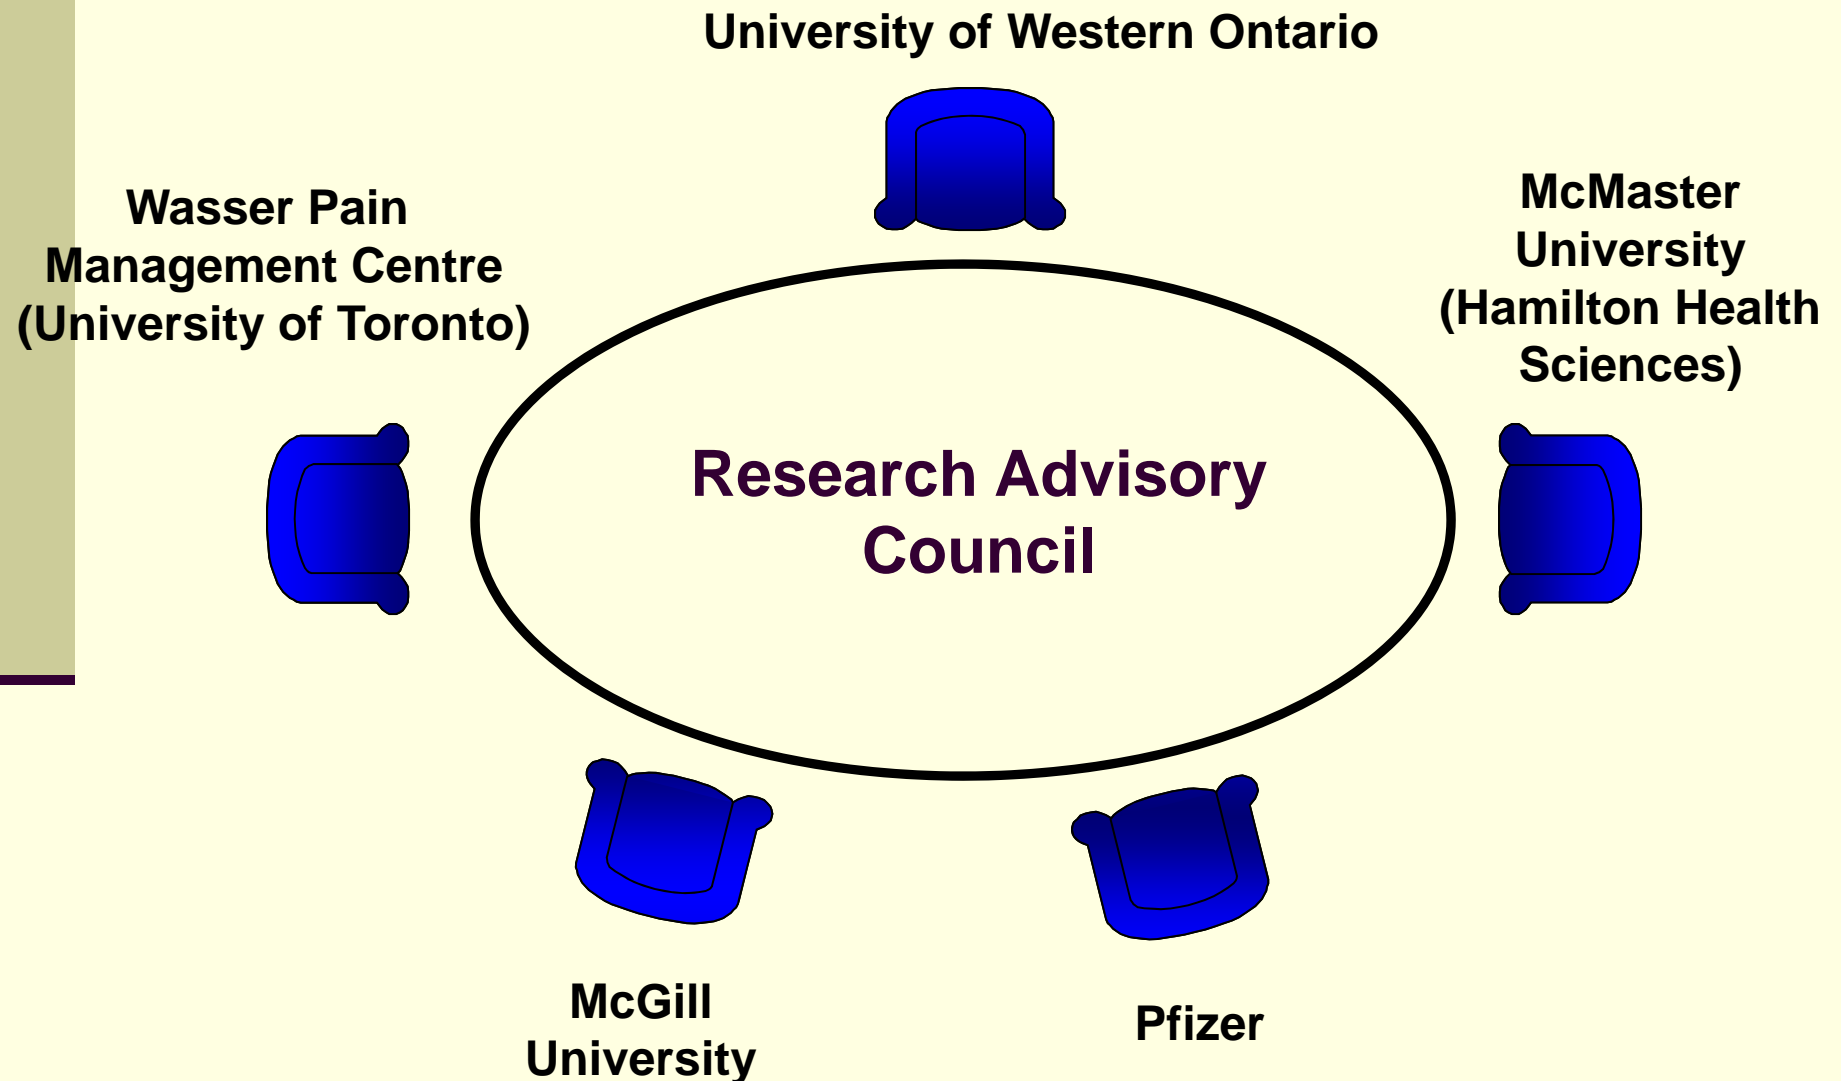 University of Western Ontario
Wasser Pain
Management Centre
(University of Toronto)
McMaster
University
(Hamilton Health
Sciences)
Research Advisory
Council
McGill
University
Pfizer